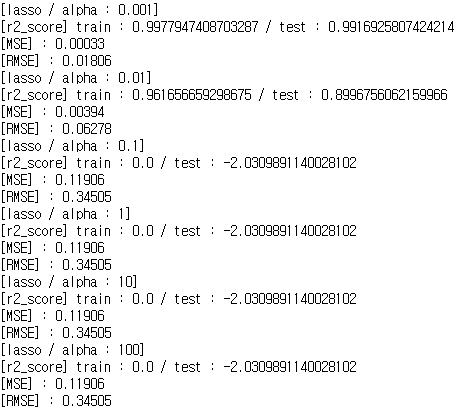 [lasso / alpha : 0.001]
[r2_score] train : 0.9977947408703287 / test : 0.9916925807424214
[MSE] : 0.00033
[RMSE] : 0.01806
[lasso / alpha : 0.01]
[r2_score] train : 0.961656659298675 / test : 0.8996756062159966
[MSE] : 0.00394
[RMSE] : 0.06278
[lasso / alpha : 0.1]
[r2_score] train : 0.0 / test : -2.0309891140028102
[MSE] : 0.11906
[RMSE] : 0.34505
[lasso / alpha : 1]
[r2_score] train : 0.0 / test : -2.0309891140028102
[MSE] : 0.11906
[RMSE] : 0.34505
[lasso / alpha : 10]
[r2_score] train : 0.0 / test : -2.0309891140028102
[MSE] : 0.11906
[RMSE] : 0.34505
[lasso / alpha : 100]
[r2_score] train : 0.0 / test : -2.0309891140028102
[MSE] : 0.11906
[RMSE] : 0.34505